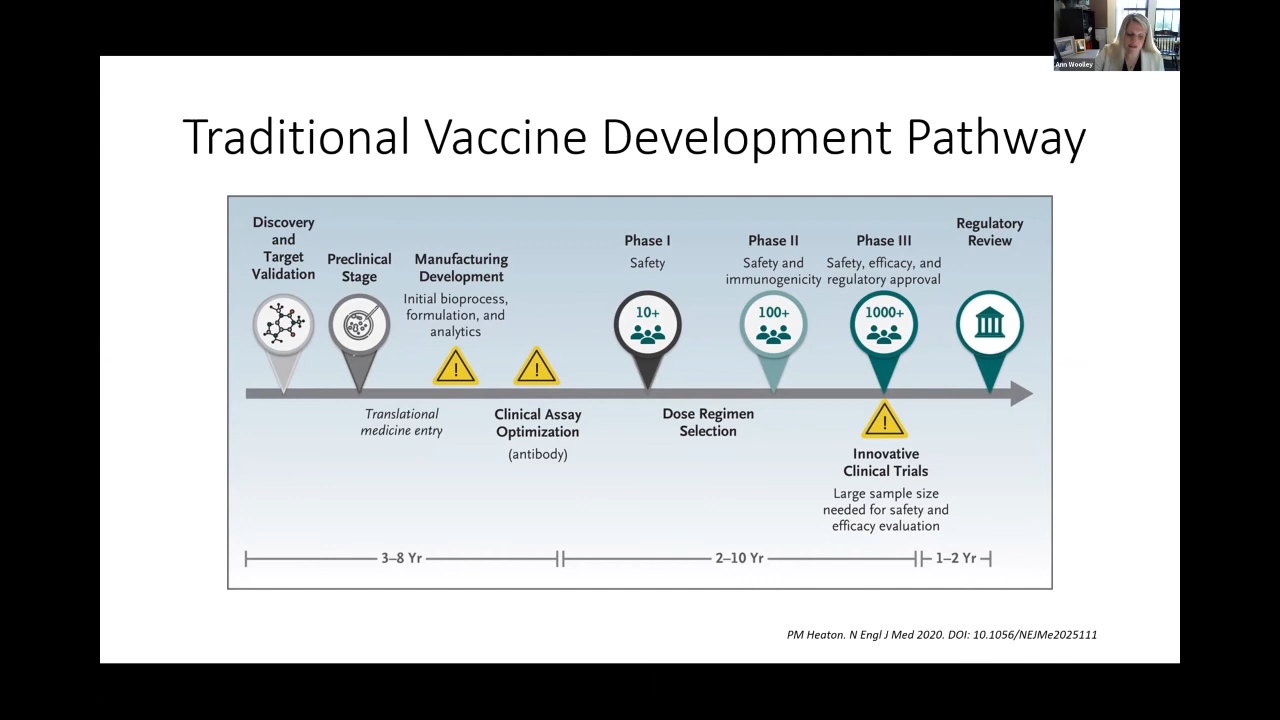 Ann Woolley
Traditional Vaccine Development Pathway
Discovery
and
Target
Validation
Preclinical
Stage
Manufacturing
Development
Initial bioprocess,
formulation, and
analytics
Phase I
Safety
10+
Phase II
Safety and
immunogenicity
100+
Phase III
Safety, efficacy, and
regulatory approval
1000+
Regulatory
Review
!
!
Translational
medicine entry
Clinical Assay
Optimization
(antibody)
Dose Regimen
Selection
!
Innovative
Clinical Trials
Large sample size
needed for safety and
efficacy evaluation
3–8 Yr
2–10 Yr
1–2 Yr
PM Heaton. N Engl J Med 2020. DOI: 10.1056/NEJMe2025111